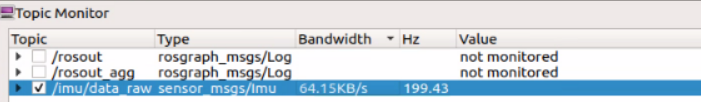 Topic Monitor
Topic Type Bandwidth Hz Value
/rosout rosgraph_msgs/Log not monitored
/rosout_agg rosgraph_msgs/Log not monitored
/imu/data_raw sensor_msgs/Imu 64.15KB/s 199.43